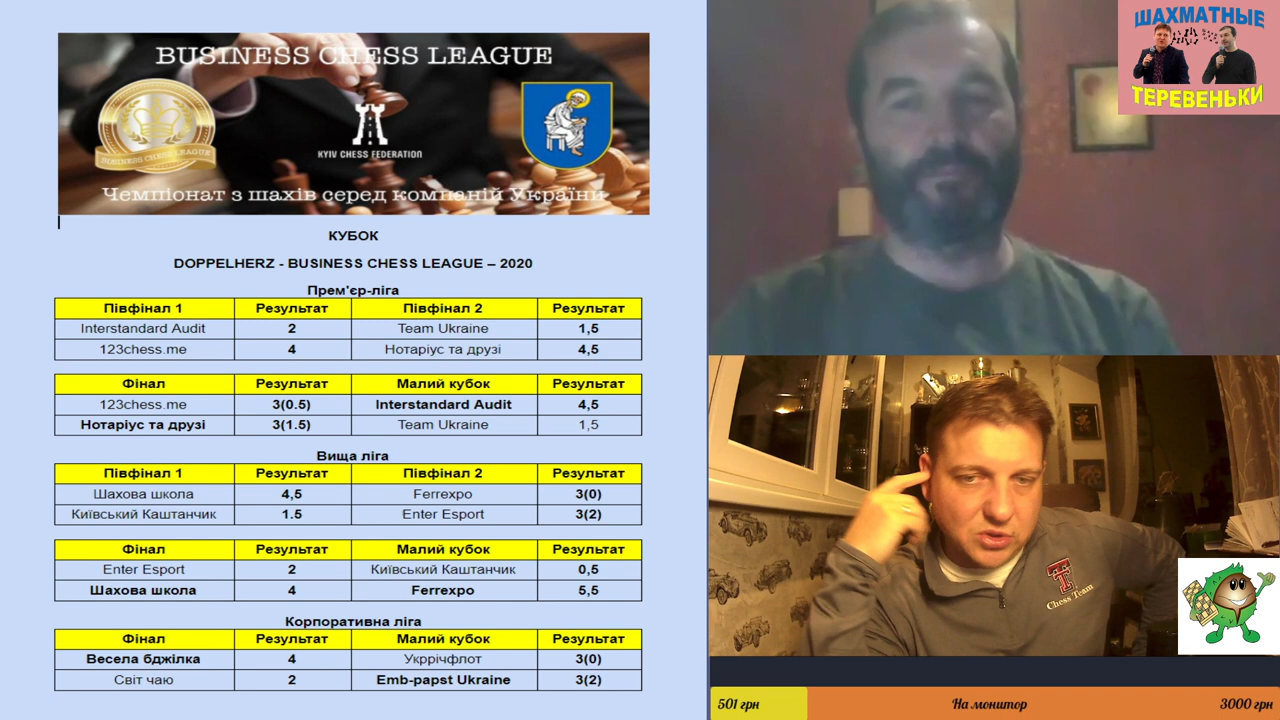 BUSINESS CHESS LEAGUE
BUSINESS CHESS LEAGUE
KYIV CHESS FEDERATION
Чемпіонат з шахів серед компаній України
КУБОК
DOPPELHERZ - BUSINESS CHESS LEAGUE – 2020
Прем'єр-ліга
Півфінал 1 Результат Півфінал 2 Результат
Interstandard Audit 2 Team Ukraine 1,5
123chess.me 4 Нотаріус та друзі 4,5
Фінал Результат Малий кубок Результат
123chess.me 3(0.5) Interstandard Audit 4,5
Нотаріус та друзі 3(1.5) Team Ukraine 1,5
Вища ліга
Півфінал 1 Результат Півфінал 2 Результат
Шахова школа 4,5 Ferrexpo 3(0)
Київський Каштанчик 1.5 Enter Esport 3(2)
Фінал Результат Малий кубок Результат
Enter Esport 2 Київський Каштанчик 0,5
Шахова школа 4 Ferrexpo 5,5
Корпоративна ліга
Фінал Результат Малий кубок Результат
Весела бджілка 4 Укррічфлот 3(0)
Світ чаю 2 Emb-papst Ukraine 3(2)
ШАХМАТНЫЕ
ТЕРЕВЕНЬКИ
T
Chess Team
501 грн На монитор 3000 грн